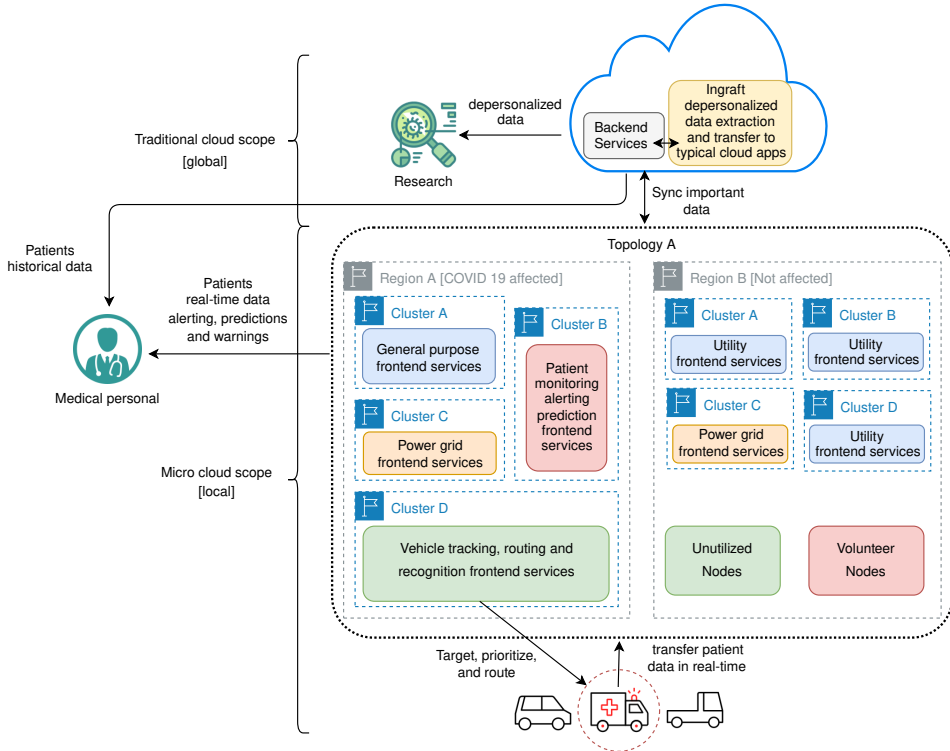 Traditional cloud scope
[global]
depersonalized
data
Research
Backend
Services
Ingraft
depersonalized
data extraction
and transfer to
typical cloud apps
Sync important
data
Patients
historical data
Patients
real-time data
alerting, predictions
and warnings
Medical personal
Micro cloud scope
[local]
Topology A
Region A [COVID 19 affected]
Cluster A
General purpose
frontend services
Cluster B
Patient
monitoring
alerting
prediction
frontend
services
Cluster C
Power grid
frontend services
Cluster D
Vehicle tracking, routing and
recognition frontend services
Region B [Not affected]
Cluster A
Utility
frontend services
Cluster B
Utility
frontend services
Cluster C
Power grid
frontend services
Cluster D
Utility
frontend services
Unutilized
Nodes
Volunteer
Nodes
Target, prioritize,
and route
transfer patient
data in real-time